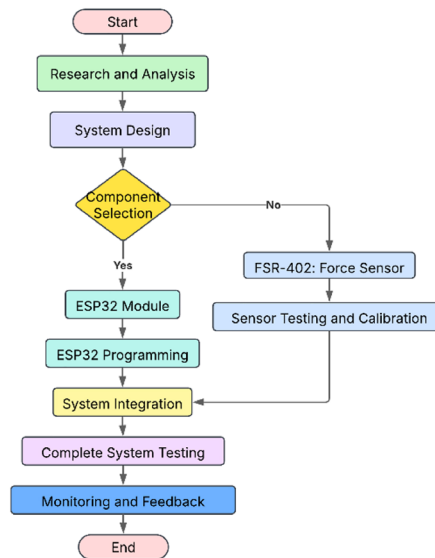 Start
Research and Analysis
System Design
Component
Selection
No
Yes
FSR-402: Force Sensor
ESP32 Module
Sensor Testing and Calibration
ESP32 Programming
System Integration
Complete System Testing
Monitoring and Feedback
End